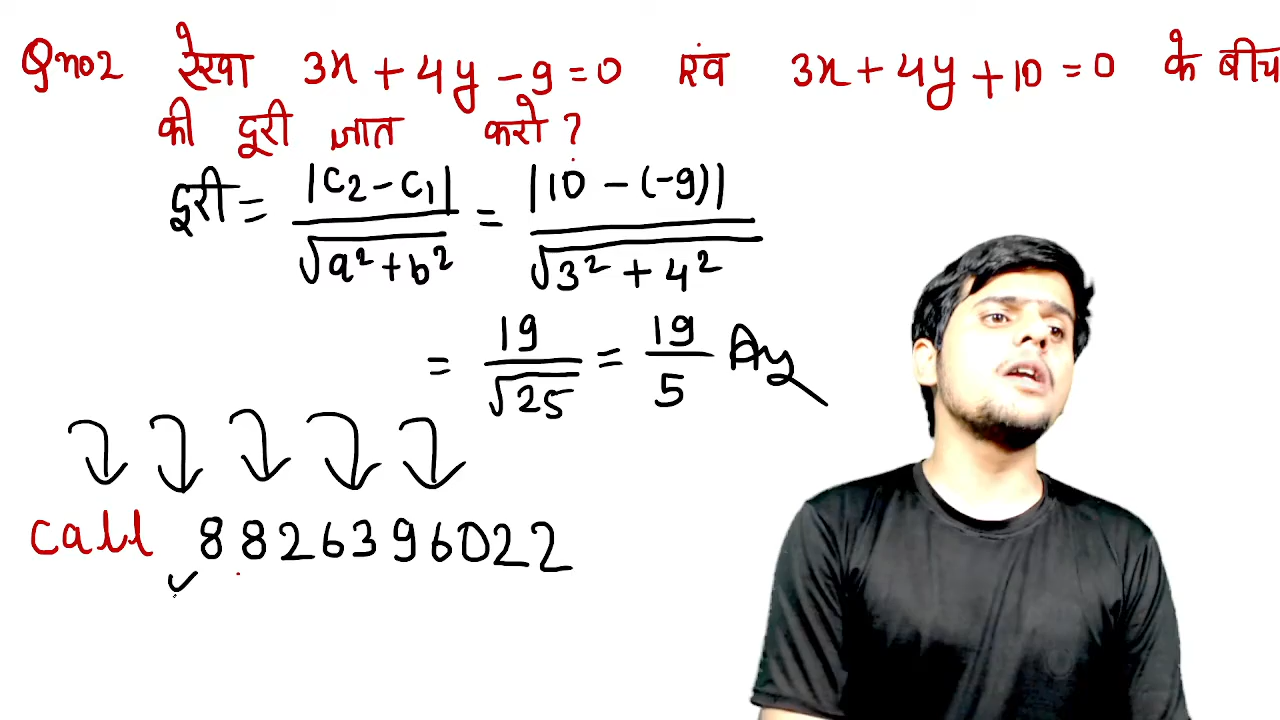 Qno2 रेखा 3x + 4y - 9 = 0 एंव 3x + 4y + 10 = 0 के बीच
की दूरी ज्ञात करो ?
दूरी = |C2 - C1| / √a² + b² = |10 - (-9)| / √3² + 4²
= 19 / √25 = 19 / 5 Ay
Call 8826396022